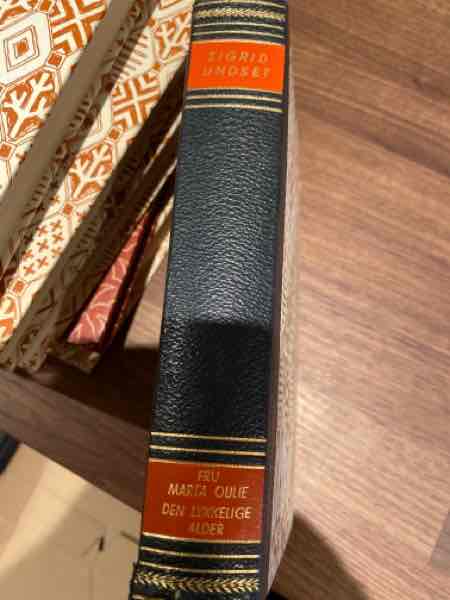 SIGRID
UNDSET
FRU
MARTA OULIE
DEN LYKKELIGE
ALDER